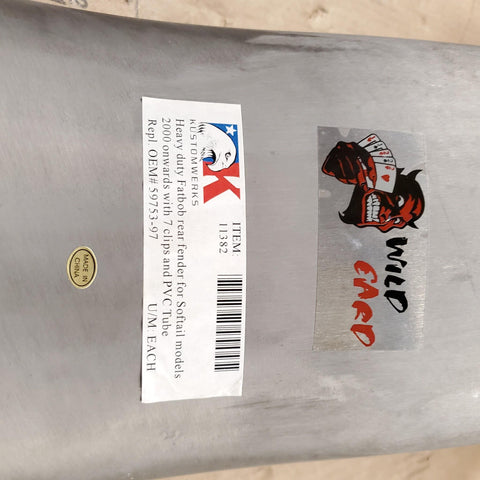 KUSTOMWERKS
ITEM:
11382
Heavy duty Fatbob rear fender for Softail models
2000 onwards with 7 clips and PVC Tube
Repl. OEM# 59753-97 U/M: EACH
WILD
CARD
MADE IN
CHINA